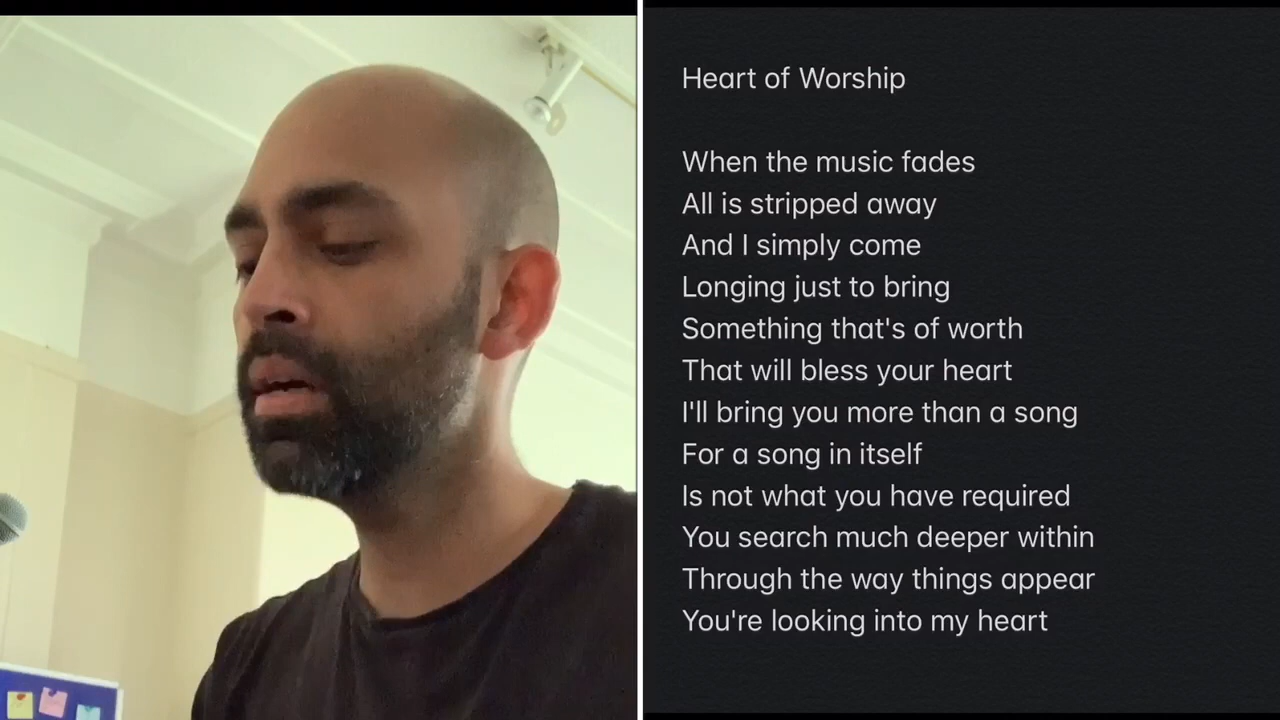 Heart of Worship
When the music fades
All is stripped away
And I simply come
Longing just to bring
Something that's of worth
That will bless your heart
I'll bring you more than a song
For a song in itself
Is not what you have required
You search much deeper within
Through the way things appear
You're looking into my heart